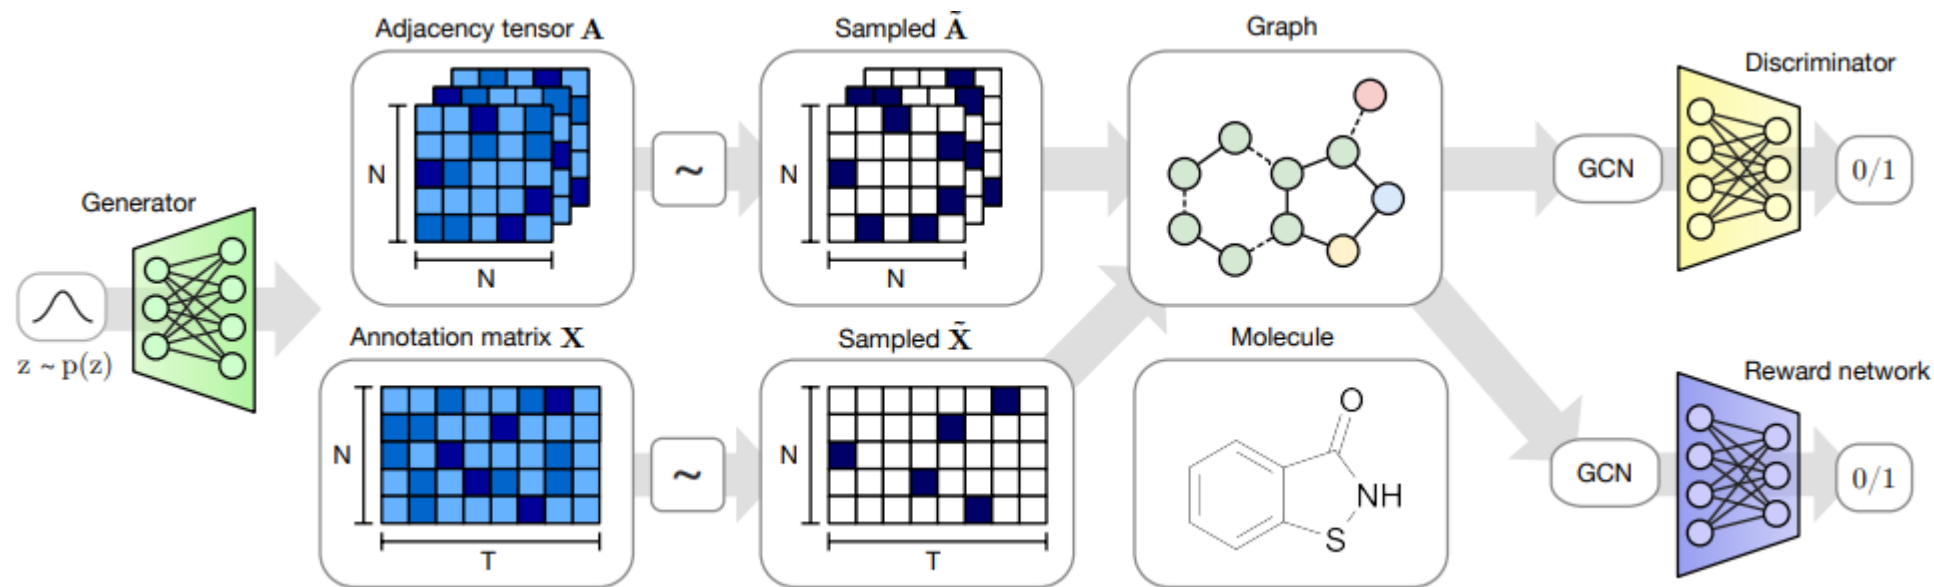 Generator
z ~ p(z)
Adjacency tensor A
N
N
Annotation matrix X
N
T
~
~
Sampled Ã
N
N
Sampled X̃
N
T
Graph
Molecule
O
NH
S
GCN
Discriminator
0/1
GCN
Reward network
0/1